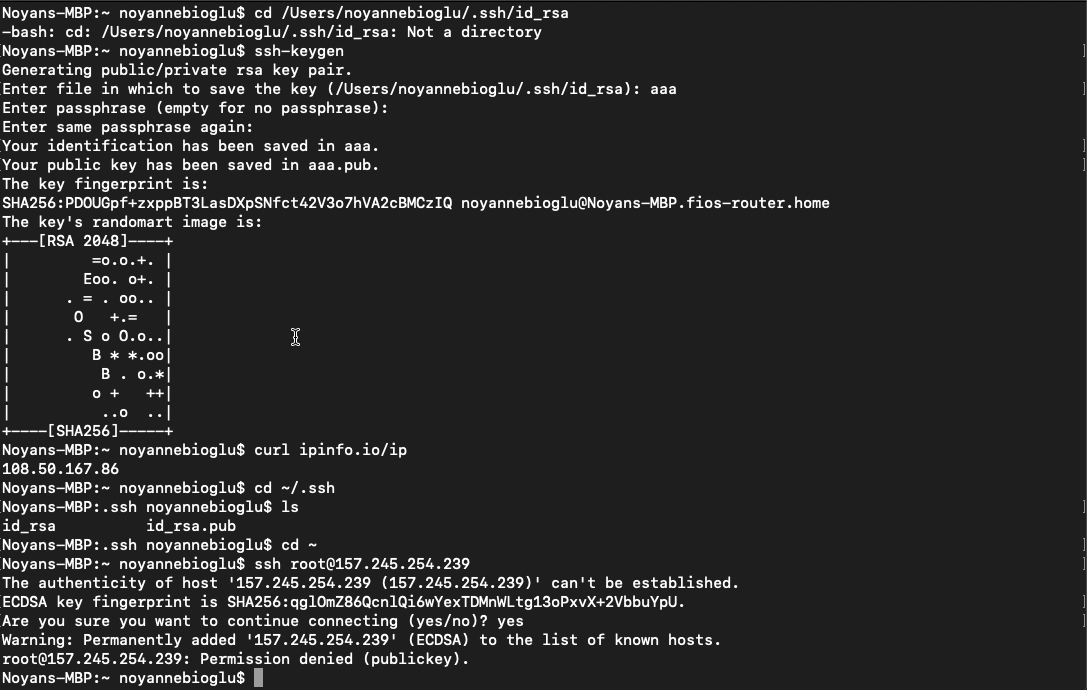 Noyans-MBP:~ noyannebioglu$ cd /Users/noyannebioglu/.ssh/id_rsa
-bash: cd: /Users/noyannebioglu/.ssh/id_rsa: Not a directory
[Noyans-MBP:~ noyannebioglu$ ssh-keygen ]
Generating public/private rsa key pair.
[Enter file in which to save the key (/Users/noyannebioglu/.ssh/id_rsa): aaa ]
Enter passphrase (empty for no passphrase):
Enter same passphrase again:
[Your identification has been saved in aaa. ]
[Your public key has been saved in aaa.pub. ]
The key fingerprint is:
SHA256:PDOUGpf+zxppBT3LasDXpSNfct42V3o7hVA2cBMCzIQ noyannebioglu@Noyans-MBP.fios-router.home
The key's randomart image is:
+---[RSA 2048]----+
|         =o.o.+. |
|        Eoo. o+. |
|      . = . oo.. |
|       O   +.=   |
|      . S o O.o..|
|         B * *.oo|
|          B . o.*|
|         o +   ++|
|          ..o  ..|
+----[SHA256]-----+
Noyans-MBP:~ noyannebioglu$ curl ipinfo.io/ip
108.50.167.86
Noyans-MBP:~ noyannebioglu$ cd ~/.ssh
[Noyans-MBP:.ssh noyannebioglu$ ls ]
id_rsa          id_rsa.pub
[Noyans-MBP:.ssh noyannebioglu$ cd ~ ]
[Noyans-MBP:~ noyannebioglu$ ssh root@157.245.254.239 ]
The authenticity of host '157.245.254.239 (157.245.254.239)' can't be established.
[ECDSA key fingerprint is SHA256:qglOmZ86QcnlQi6wYexTDMnWLtg13oPxvX+2VbbuYpU. ]
[Are you sure you want to continue connecting (yes/no)? yes ]
Warning: Permanently added '157.245.254.239' (ECDSA) to the list of known hosts.
root@157.245.254.239: Permission denied (publickey).
Noyans-MBP:~ noyannebioglu$